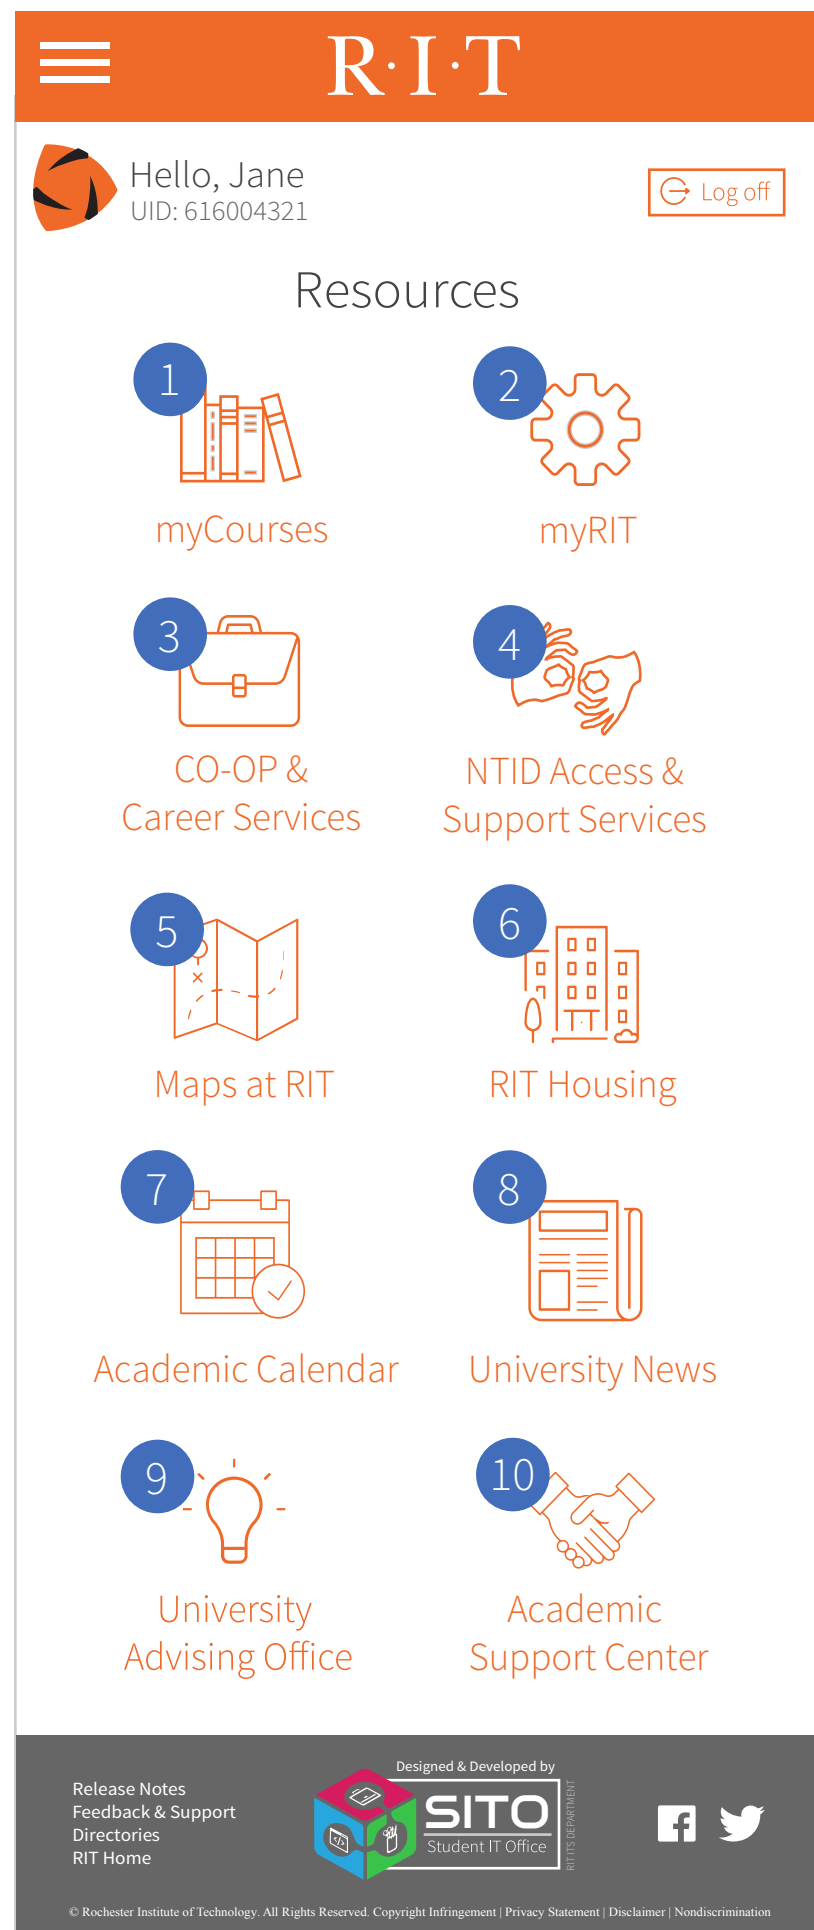 R·I·T
Hello, Jane
UID: 616004321
Log off
Resources
1
2
myCourses
myRIT
3
4
CO-OP &
Career Services
NTID Access &
Support Services
5
6
Maps at RIT
RIT Housing
7
8
Academic Calendar
University News
9
10
University
Advising Office
Academic
Support Center
Release Notes
Feedback & Support
Directories
RIT Home
Designed & Developed by
SITO
Student IT Office
RIT ITS DEPARTMENT
© Rochester Institute of Technology. All Rights Reserved. Copyright Infringement | Privacy Statement | Disclaimer | Nondiscrimination